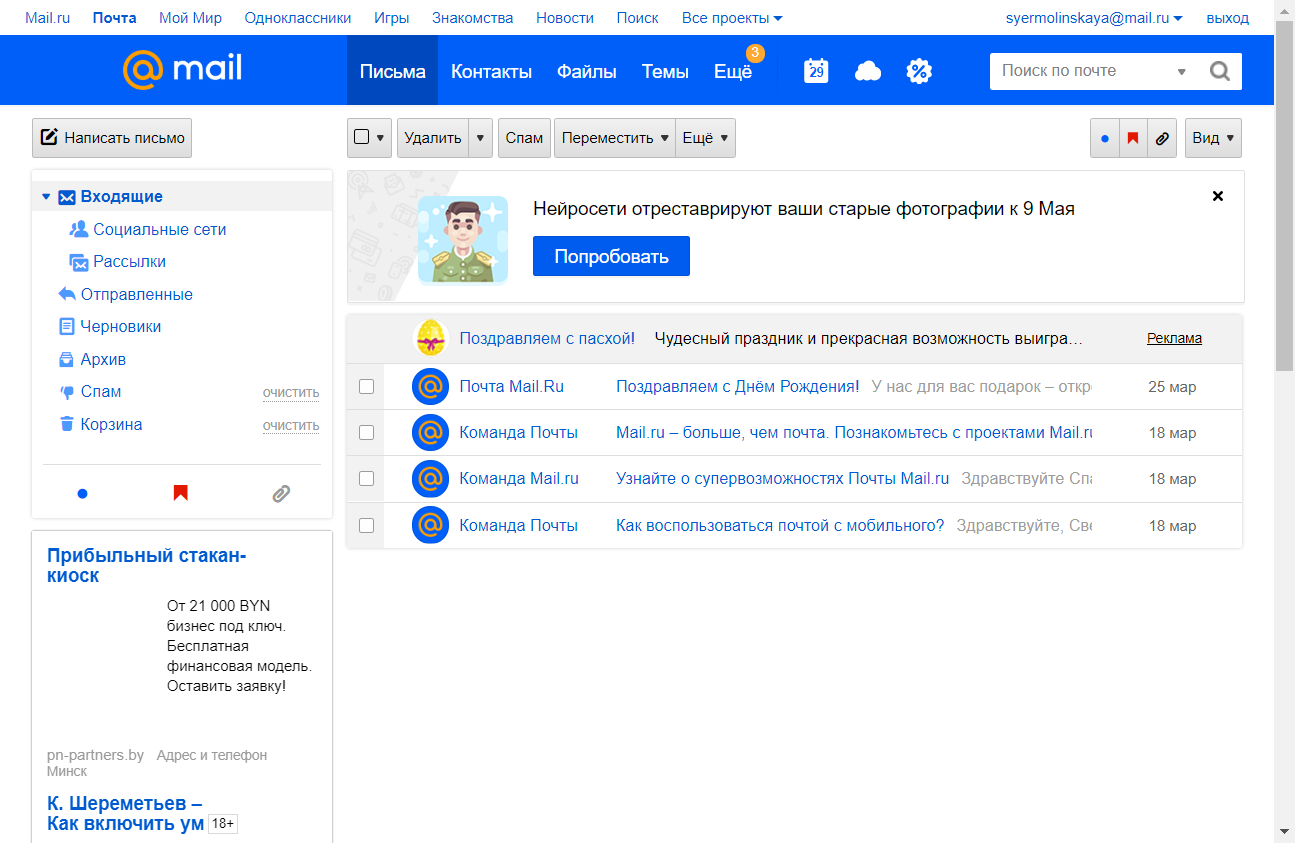 Mail.ru Почта Мой Мир Одноклассники Игры Знакомства Новости Поиск Все проекты syermolinskaya@mail.ru выход
@mail Письма Контакты Файлы Темы Ещё 3 29 Поиск по почте
Написать письмо Удалить Спам Переместить Ещё Вид
Входящие
Социальные сети
Рассылки
Отправленные
Черновики
Архив
Спам очистить
Корзина очистить
Нейросети отреставрируют ваши старые фотографии к 9 Мая
Попробовать
Поздравляем с пасхой! Чудесный праздник и прекрасная возможность выигра… Реклама
Почта Mail.Ru Поздравляем с Днём Рождения! У нас для вас подарок – откр 25 мар
Команда Почты Mail.ru – больше, чем почта. Познакомьтесь с проектами Mail.ru 18 мар
Команда Mail.ru Узнайте о супервозможностях Почты Mail.ru Здравствуйте Спа 18 мар
Команда Почты Как воспользоваться почтой с мобильного? Здравствуйте, Све 18 мар
Прибыльный стакан-
киоск
От 21 000 BYN
бизнес под ключ.
Бесплатная
финансовая модель.
Оставить заявку!
pn-partners.by Адрес и телефон
Минск
К. Шереметьев –
Как включить ум 18+